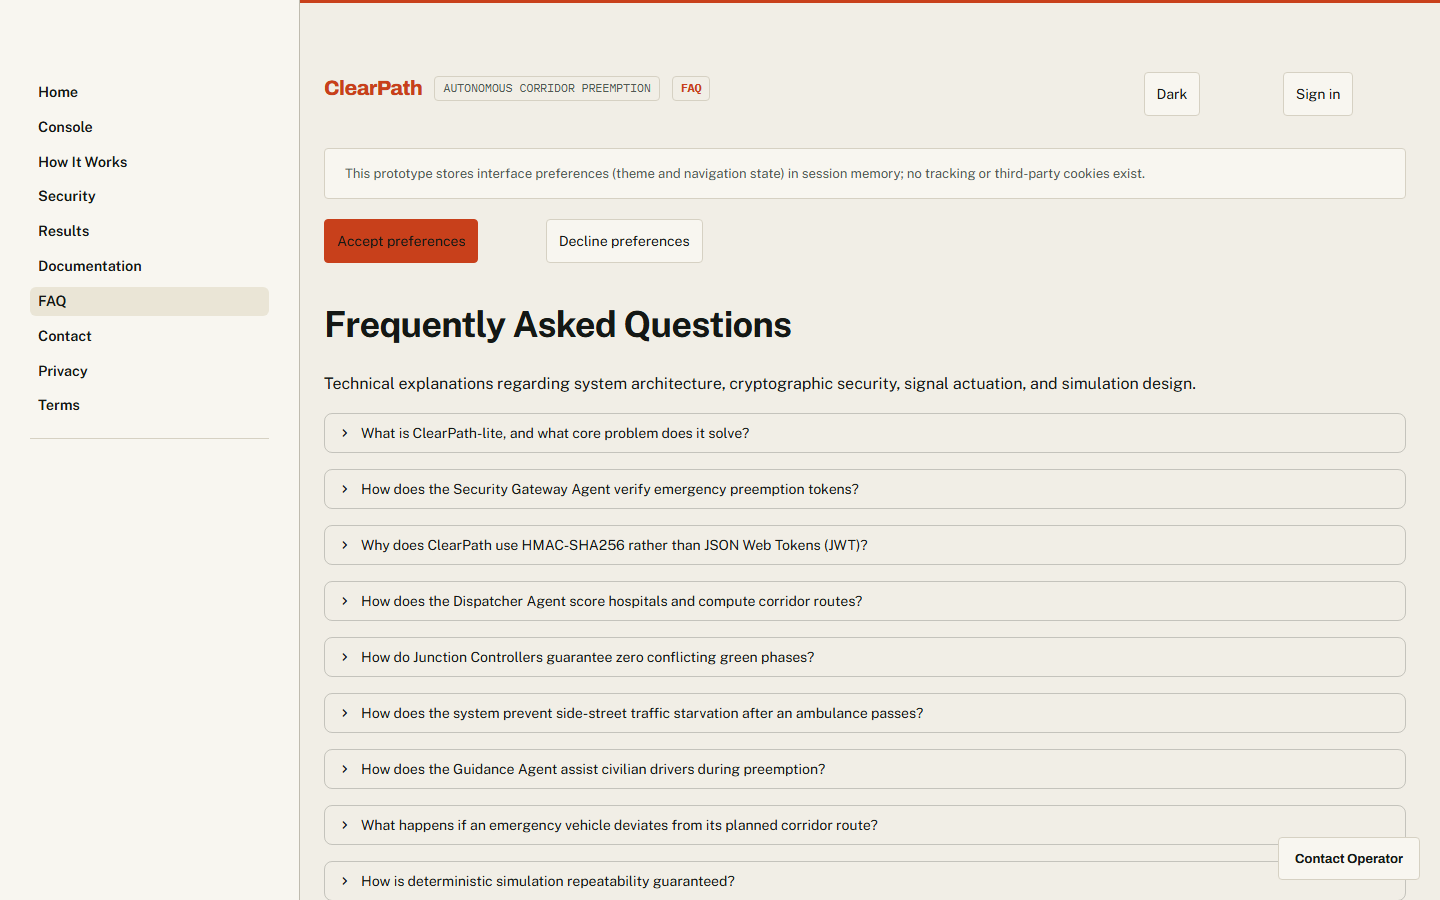 Home
Console
How It Works
Security
Results
Documentation
FAQ
Contact
Privacy
Terms
ClearPath
AUTONOMOUS CORRIDOR PREEMPTION
FAQ
Dark
Sign in
This prototype stores interface preferences (theme and navigation state) in session memory; no tracking or third-party cookies exist.
Accept preferences
Decline preferences
Frequently Asked Questions
Technical explanations regarding system architecture, cryptographic security, signal actuation, and simulation design.
What is ClearPath-lite, and what core problem does it solve?
How does the Security Gateway Agent verify emergency preemption tokens?
Why does ClearPath use HMAC-SHA256 rather than JSON Web Tokens (JWT)?
How does the Dispatcher Agent score hospitals and compute corridor routes?
How do Junction Controllers guarantee zero conflicting green phases?
How does the system prevent side-street traffic starvation after an ambulance passes?
How does the Guidance Agent assist civilian drivers during preemption?
What happens if an emergency vehicle deviates from its planned corridor route?
How is deterministic simulation repeatability guaranteed?
Contact Operator